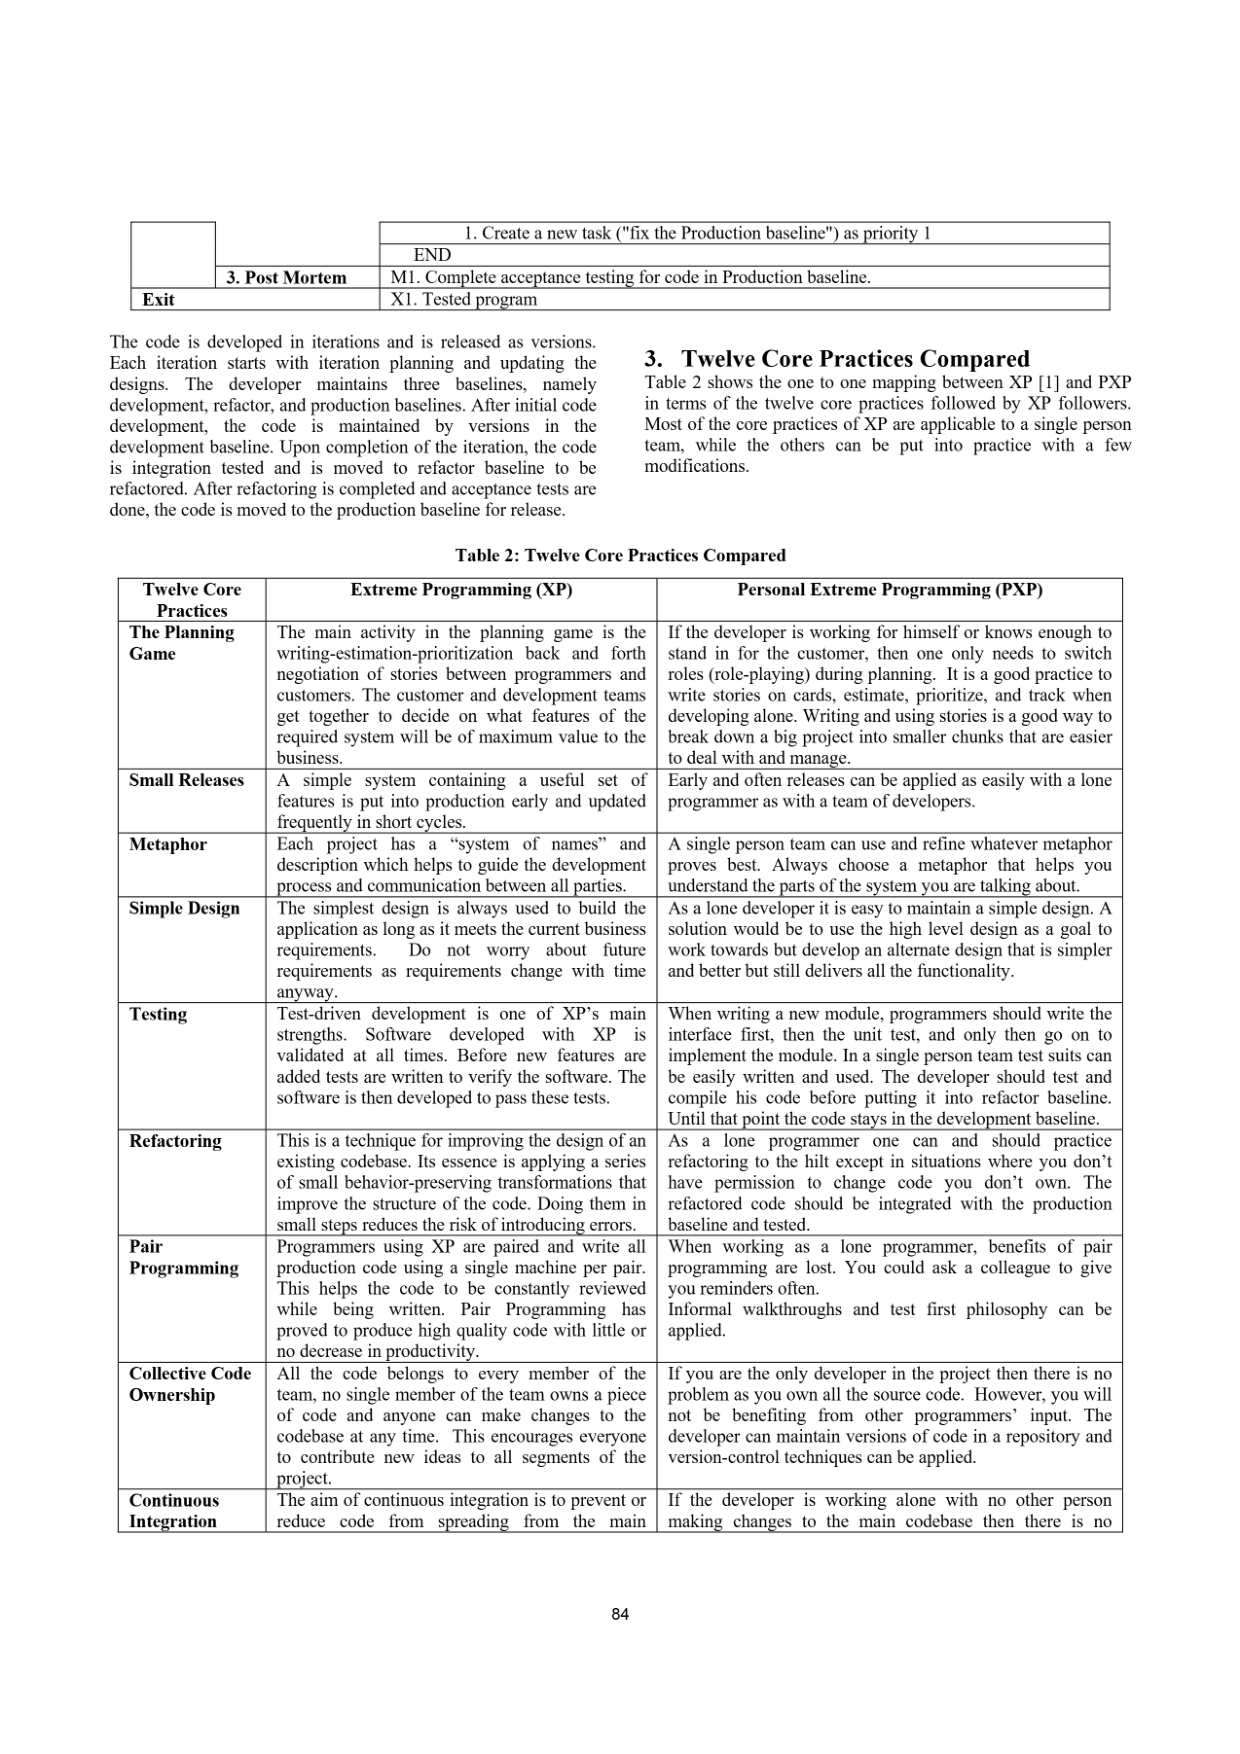 1. Create a new task ("fix the Production baseline") as priority 1
END
3. Post Mortem M1. Complete acceptance testing for code in Production baseline.
Exit X1. Tested program
The code is developed in iterations and is released as versions.
Each iteration starts with iteration planning and updating the
designs. The developer maintains three baselines, namely
development, refactor, and production baselines. After initial code
development, the code is maintained by versions in the
development baseline. Upon completion of the iteration, the code
is integration tested and is moved to refactor baseline to be
refactored. After refactoring is completed and acceptance tests are
done, the code is moved to the production baseline for release.
3. Twelve Core Practices Compared
Table 2 shows the one to one mapping between XP [1] and PXP
in terms of the twelve core practices followed by XP followers.
Most of the core practices of XP are applicable to a single person
team, while the others can be put into practice with a few
modifications.
Table 2: Twelve Core Practices Compared
Twelve Core
Practices
Extreme Programming (XP)
Personal Extreme Programming (PXP)
The Planning
Game
The main activity in the planning game is the
writing-estimation-prioritization back and forth
negotiation of stories between programmers and
customers. The customer and development teams
get together to decide on what features of the
required system will be of maximum value to the
business.
If the developer is working for himself or knows enough to
stand in for the customer, then one only needs to switch
roles (role-playing) during planning. It is a good practice to
write stories on cards, estimate, prioritize, and track when
developing alone. Writing and using stories is a good way to
break down a big project into smaller chunks that are easier
to deal with and manage.
Small Releases
A simple system containing a useful set of
features is put into production early and updated
frequently in short cycles.
Early and often releases can be applied as easily with a lone
programmer as with a team of developers.
Metaphor
Each project has a “system of names” and
description which helps to guide the development
process and communication between all parties.
A single person team can use and refine whatever metaphor
proves best. Always choose a metaphor that helps you
understand the parts of the system you are talking about.
Simple Design
The simplest design is always used to build the
application as long as it meets the current business
requirements. Do not worry about future
requirements as requirements change with time
anyway.
As a lone developer it is easy to maintain a simple design. A
solution would be to use the high level design as a goal to
work towards but develop an alternate design that is simpler
and better but still delivers all the functionality.
Testing
Test-driven development is one of XP’s main
strengths. Software developed with XP is
validated at all times. Before new features are
added tests are written to verify the software. The
software is then developed to pass these tests.
When writing a new module, programmers should write the
interface first, then the unit test, and only then go on to
implement the module. In a single person team test suits can
be easily written and used. The developer should test and
compile his code before putting it into refactor baseline.
Until that point the code stays in the development baseline.
Refactoring
This is a technique for improving the design of an
existing codebase. Its essence is applying a series
of small behavior-preserving transformations that
improve the structure of the code. Doing them in
small steps reduces the risk of introducing errors.
As a lone programmer one can and should practice
refactoring to the hilt except in situations where you don’t
have permission to change code you don’t own. The
refactored code should be integrated with the production
baseline and tested.
Pair
Programming
Programmers using XP are paired and write all
production code using a single machine per pair.
This helps the code to be constantly reviewed
while being written. Pair Programming has
proved to produce high quality code with little or
no decrease in productivity.
When working as a lone programmer, benefits of pair
programming are lost. You could ask a colleague to give
you reminders often.
Informal walkthroughs and test first philosophy can be
applied.
Collective Code
Ownership
All the code belongs to every member of the
team, no single member of the team owns a piece
of code and anyone can make changes to the
codebase at any time. This encourages everyone
to contribute new ideas to all segments of the
project.
If you are the only developer in the project then there is no
problem as you own all the source code. However, you will
not be benefiting from other programmers’ input. The
developer can maintain versions of code in a repository and
version-control techniques can be applied.
Continuous
Integration
The aim of continuous integration is to prevent or
reduce code from spreading from the main
If the developer is working alone with no other person
making changes to the main codebase then there is no
84